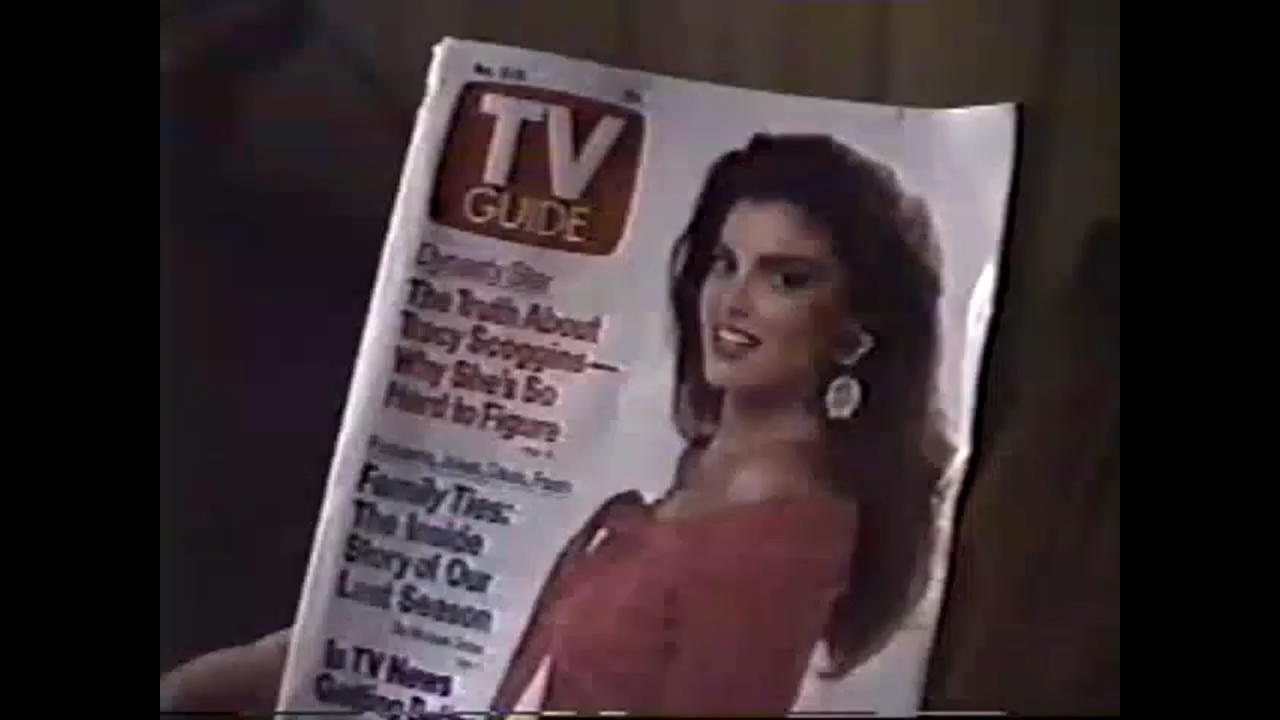 TV
GUIDE
Dynasty Star
The Truth About
Tracy Scoggins—
Why She's So
Hard to Figure
Family Ties:
The Inside
Story of Our
Last Season
Is TV News
Getting